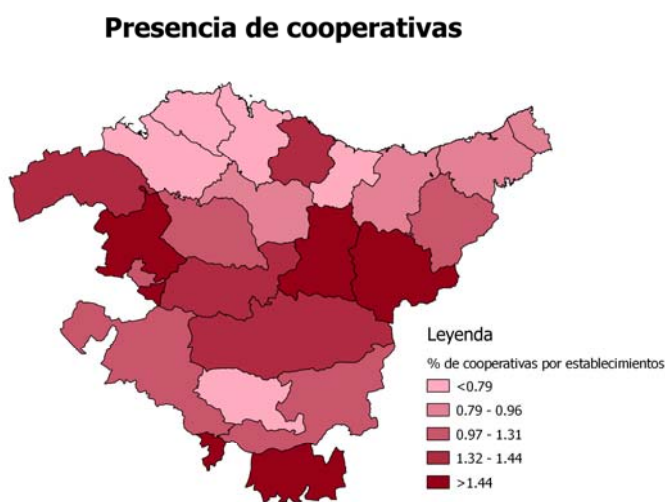 Presencia de cooperativas
Leyenda
% de cooperativas por establecimientos
<0.79
0.79 - 0.96
0.97 - 1.31
1.32 - 1.44
>1.44